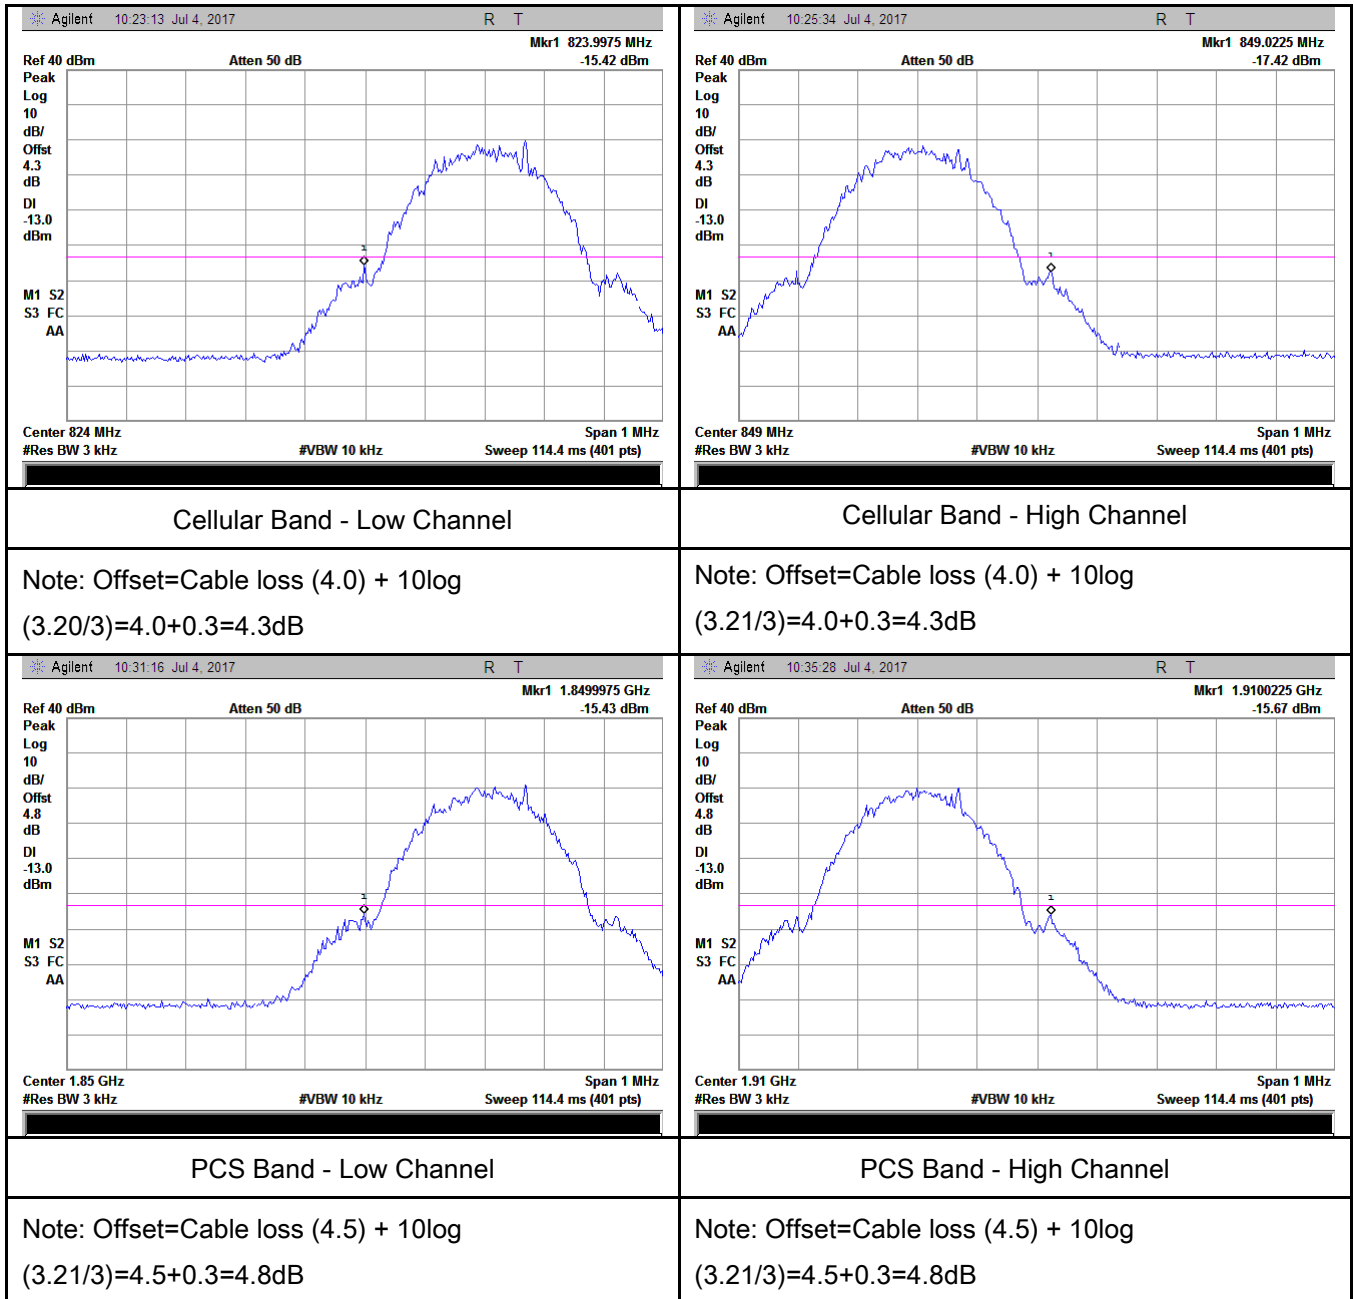 Agilent 10:23:13 Jul 4, 2017 R T
Mkr1 823.9975 MHz
Ref 40 dBm Atten 50 dB -15.42 dBm
Peak
Log
10
dB/
Offst
4.3
dB
DI
-13.0
dBm
1
M1 S2
S3 FC
AA
Center 824 MHz Span 1 MHz
#Res BW 3 kHz #VBW 10 kHz Sweep 114.4 ms (401 pts)
Agilent 10:25:34 Jul 4, 2017 R T
Mkr1 849.0225 MHz
Ref 40 dBm Atten 50 dB -17.42 dBm
Peak
Log
10
dB/
Offst
4.3
dB
DI
-13.0
dBm
1
M1 S2
S3 FC
AA
Center 849 MHz Span 1 MHz
#Res BW 3 kHz #VBW 10 kHz Sweep 114.4 ms (401 pts)
Cellular Band - Low Channel
Cellular Band - High Channel
Note: Offset=Cable loss (4.0) + 10log
(3.20/3)=4.0+0.3=4.3dB
Note: Offset=Cable loss (4.0) + 10log
(3.21/3)=4.0+0.3=4.3dB
Agilent 10:31:16 Jul 4, 2017 R T
Mkr1 1.8499975 GHz
Ref 40 dBm Atten 50 dB -15.43 dBm
Peak
Log
10
dB/
Offst
4.8
dB
DI
-13.0
dBm
1
M1 S2
S3 FC
AA
Center 1.85 GHz Span 1 MHz
#Res BW 3 kHz #VBW 10 kHz Sweep 114.4 ms (401 pts)
Agilent 10:35:28 Jul 4, 2017 R T
Mkr1 1.9100225 GHz
Ref 40 dBm Atten 50 dB -15.67 dBm
Peak
Log
10
dB/
Offst
4.8
dB
DI
-13.0
dBm
1
M1 S2
S3 FC
AA
Center 1.91 GHz Span 1 MHz
#Res BW 3 kHz #VBW 10 kHz Sweep 114.4 ms (401 pts)
PCS Band - Low Channel
PCS Band - High Channel
Note: Offset=Cable loss (4.5) + 10log
(3.21/3)=4.5+0.3=4.8dB
Note: Offset=Cable loss (4.5) + 10log
(3.21/3)=4.5+0.3=4.8dB